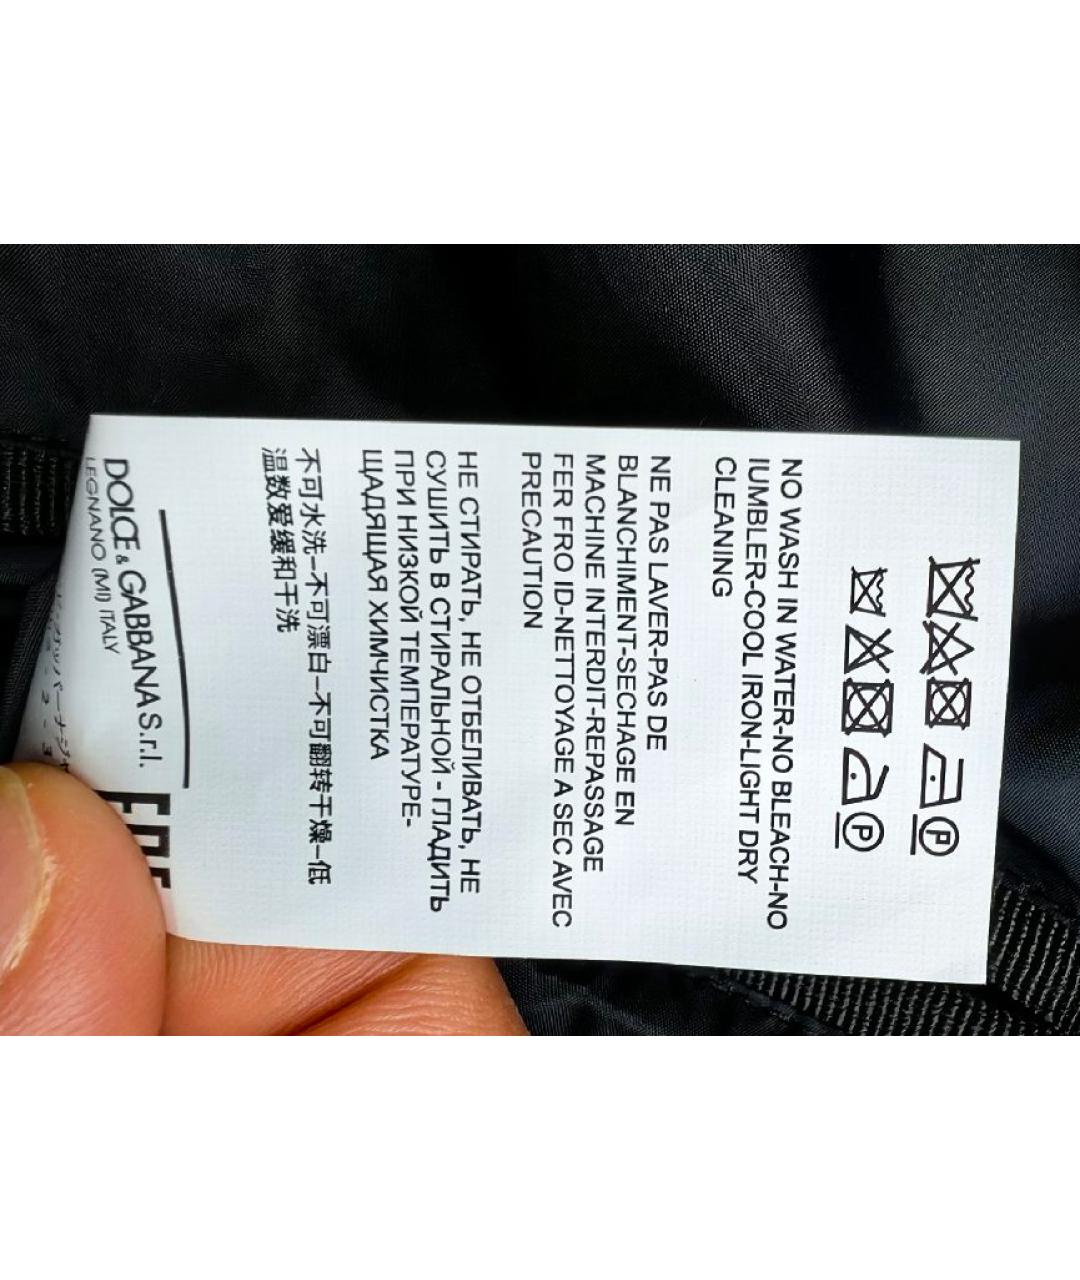 NO WASH IN WATER-NO BLEACH-NO
IUMBLER-COOL IRON-LIGHT DRY
CLEANING
NE PAS LAVER-PAS DE
BLANCHIMENT-SECHAGE EN
MACHINE INTERDIT-REPASSAGE
FER FRO ID-NETTOYAGE A SEC AVEC
PRECAUTION
НЕ СТИРАТЬ, НЕ ОТБЕЛИВАТЬ, НЕ
СУШИТЬ В СТИРАЛЬНОЙ - ГЛАДИТЬ
ПРИ НИЗКОЙ ТЕМПЕРАТУРЕ-
ЩАДЯЩАЯ ХИМЧИСТКА
不可水洗–不可漂白–不可翻转干燥–低
温数爱缓和干洗
DOLCE & GABBANA S.r.l.
LEGNANO (MI) ITALY
P
P